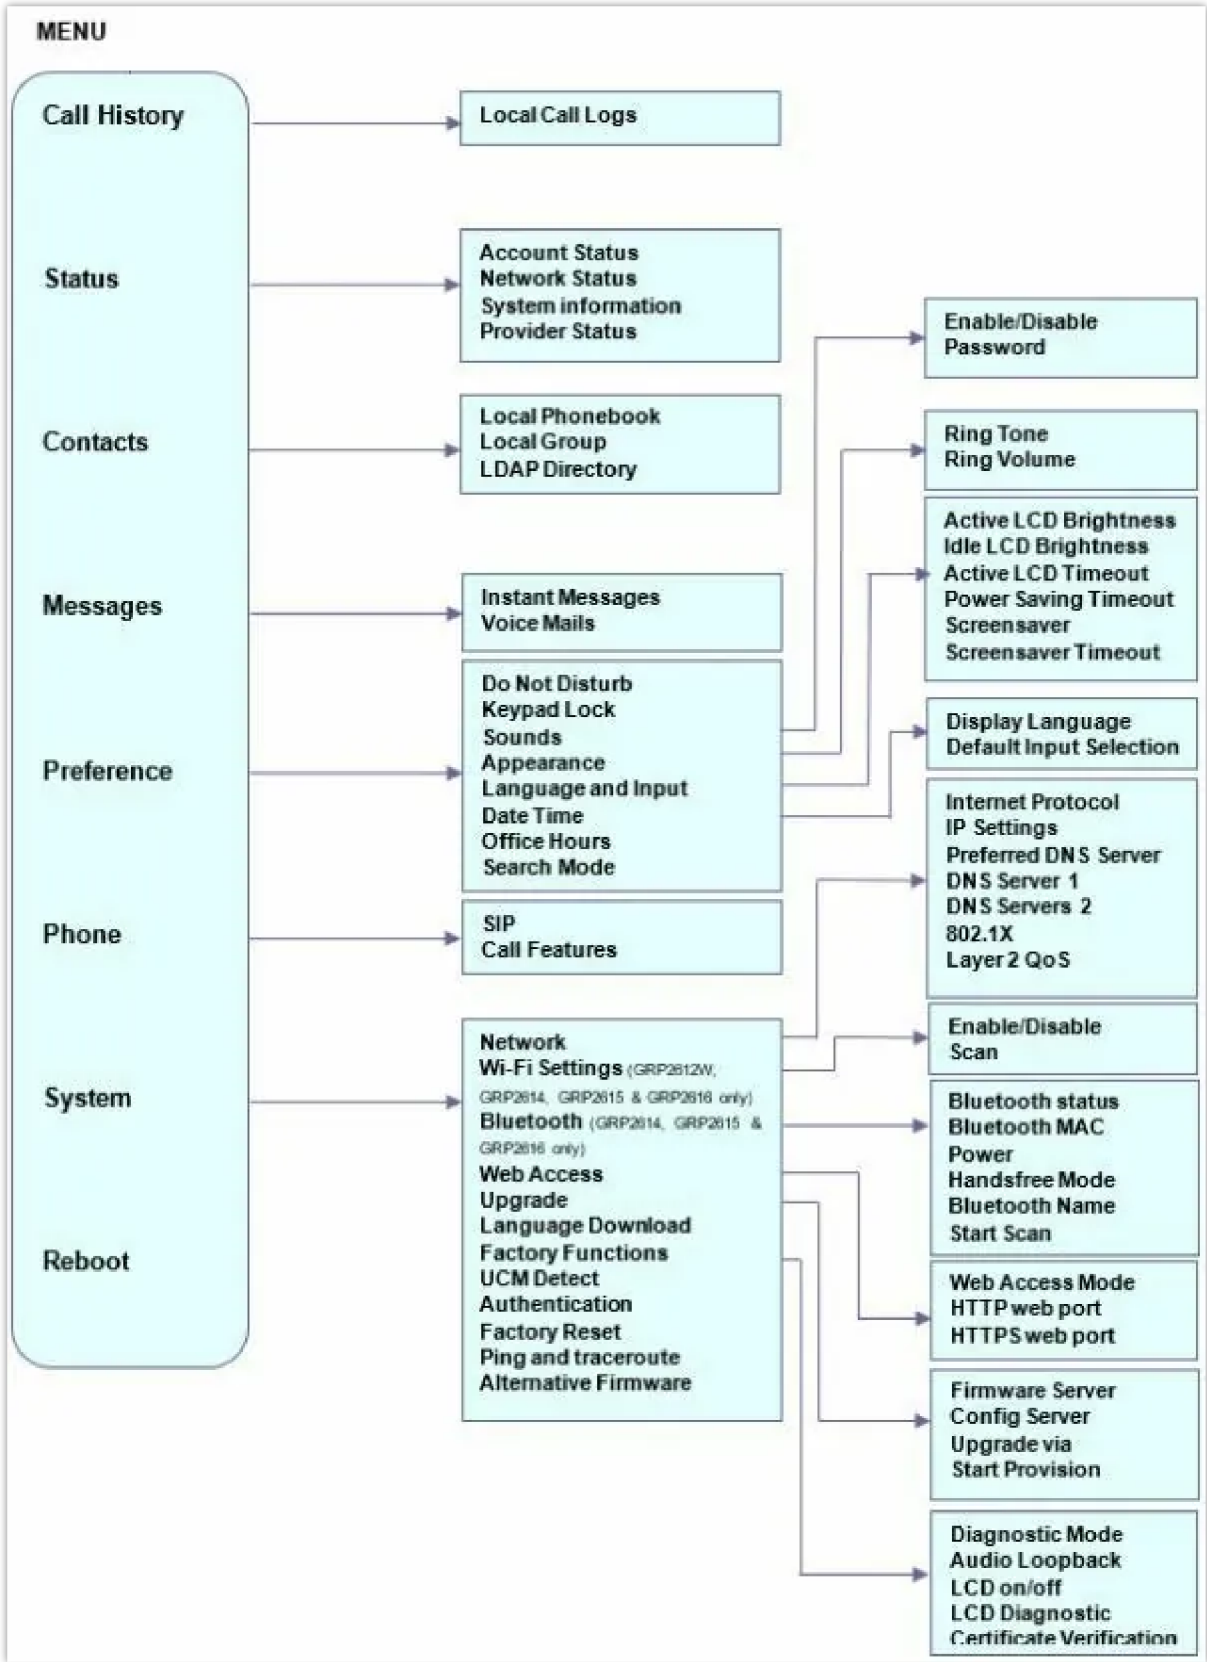 MENU
Call History
Status
Contacts
Messages
Preference
Phone
System
Reboot
Local Call Logs
Account Status
Network Status
System information
Provider Status
Local Phonebook
Local Group
LDAP Directory
Instant Messages
Voice Mails
Do Not Disturb
Keypad Lock
Sounds
Appearance
Language and Input
Date Time
Office Hours
Search Mode
SIP
Call Features
Network
Wi-Fi Settings (GRP2612W,
GRP2614, GRP2615 & GRP2616 only)
Bluetooth (GRP2614, GRP2615 &
GRP2616 only)
Web Access
Upgrade
Language Download
Factory Functions
UCM Detect
Authentication
Factory Reset
Ping and traceroute
Alternative Firmware
Enable/Disable
Password
Ring Tone
Ring Volume
Active LCD Brightness
Idle LCD Brightness
Active LCD Timeout
Power Saving Timeout
Screensaver
Screensaver Timeout
Display Language
Default Input Selection
Internet Protocol
IP Settings
Preferred DNS Server
DNS Server 1
DNS Servers 2
802.1X
Layer 2 QoS
Enable/Disable
Scan
Bluetooth status
Bluetooth MAC
Power
Handsfree Mode
Bluetooth Name
Start Scan
Web Access Mode
HTTP web port
HTTPS web port
Firmware Server
Config Server
Upgrade via
Start Provision
Diagnostic Mode
Audio Loopback
LCD on/off
LCD Diagnostic
Certificate Verification